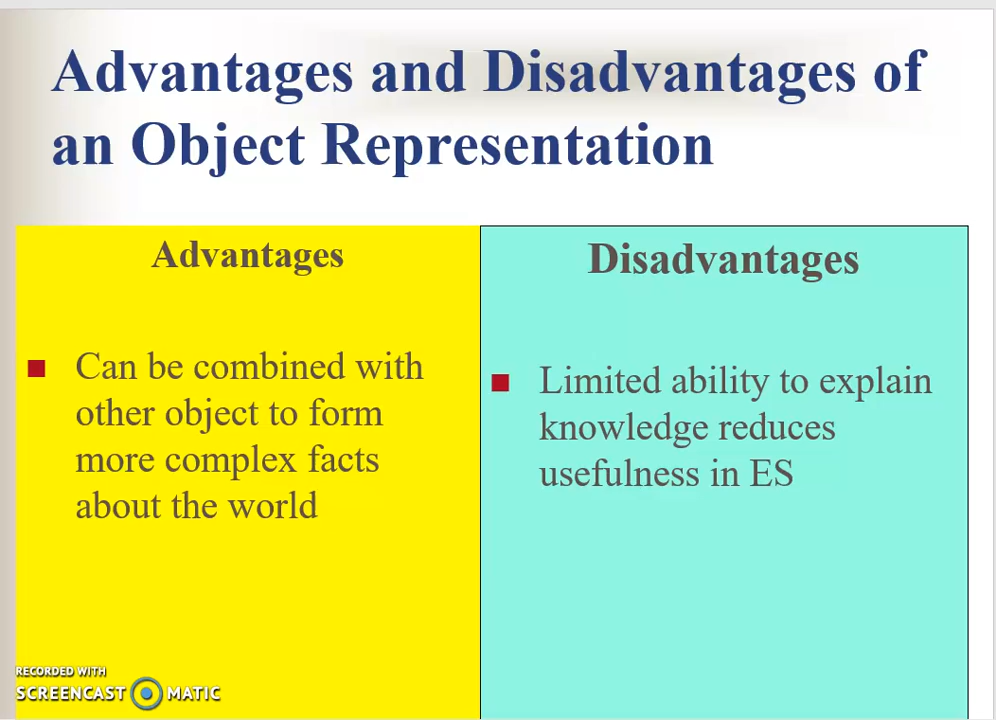 Advantages and Disadvantages of
an Object Representation
Advantages
Can be combined with
other object to form
more complex facts
about the world
Disadvantages
Limited ability to explain
knowledge reduces
usefulness in ES
RECORDED WITH
SCREENCAST MATIC